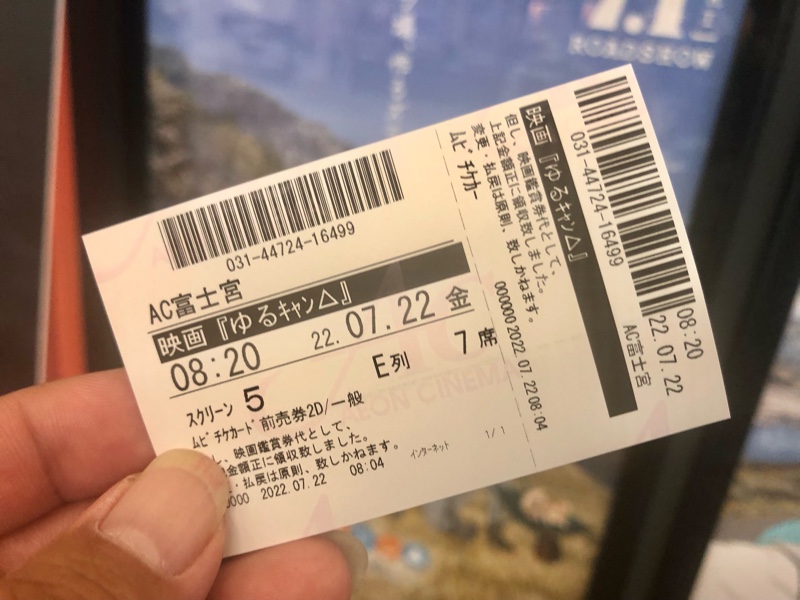 031-44724-16499
AC富士宮
映画『ゆるキャン△』
08:20 22.07.22 金
スクリーン 5 E列 7席
ムビチケカード 前売券2D/一般
、映画鑑賞券代として、
金額正に領収致しました。
・払戻は原則、致しかねます。
0000 2022.07.22 08:04
インターネット 1/1
AEON CINEMA
映画『ゆるキャン△』
但し、映画鑑賞券代として、
上記金額正に領収致しました。
変更・払戻は原則、致しかねます。
ムビチケカー
000000 2022.07.22 08:04
031-44724-16499
AC富士宮
08:20
22.07.22
ROADSHOW